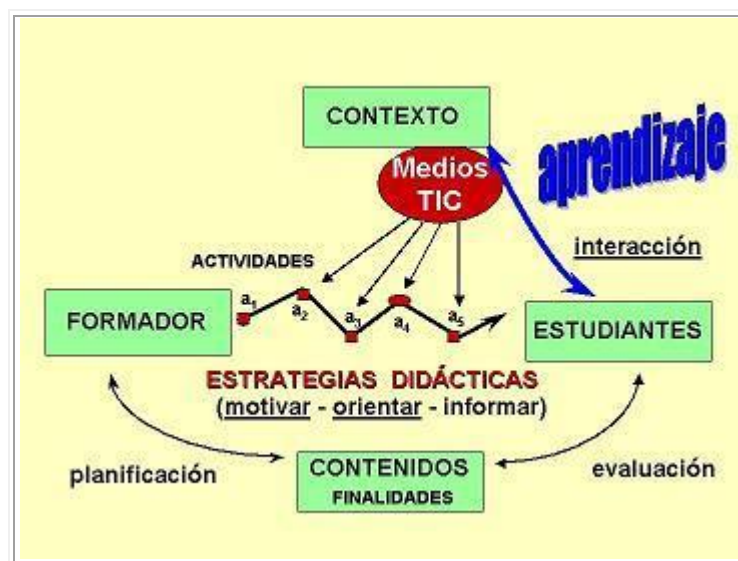 CONTEXTO
Medios
TIC
aprendizaje
interacción
ACTIVIDADES
a1
a2
a3
a4
a5
FORMADOR
ESTUDIANTES
ESTRATEGIAS DIDÁCTICAS
(motivar - orientar - informar)
planificación
CONTENIDOS
FINALIDADES
evaluación